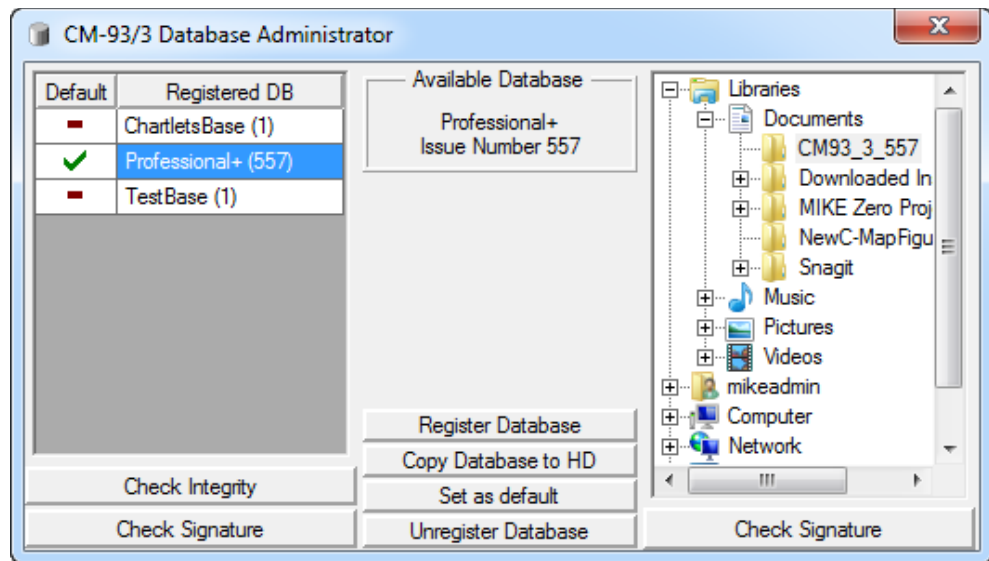 CM-93/3 Database Administrator
Default Registered DB
ChartletsBase (1)
Professional+ (557)
TestBase (1)
Check Integrity
Check Signature
Available Database
Professional+
Issue Number 557
Register Database
Copy Database to HD
Set as default
Unregister Database
Libraries
Documents
CM93_3_557
Downloaded In
MIKE Zero Proj
NewC-MapFigu
Snagit
Music
Pictures
Videos
mikeadmin
Computer
Network
Check Signature